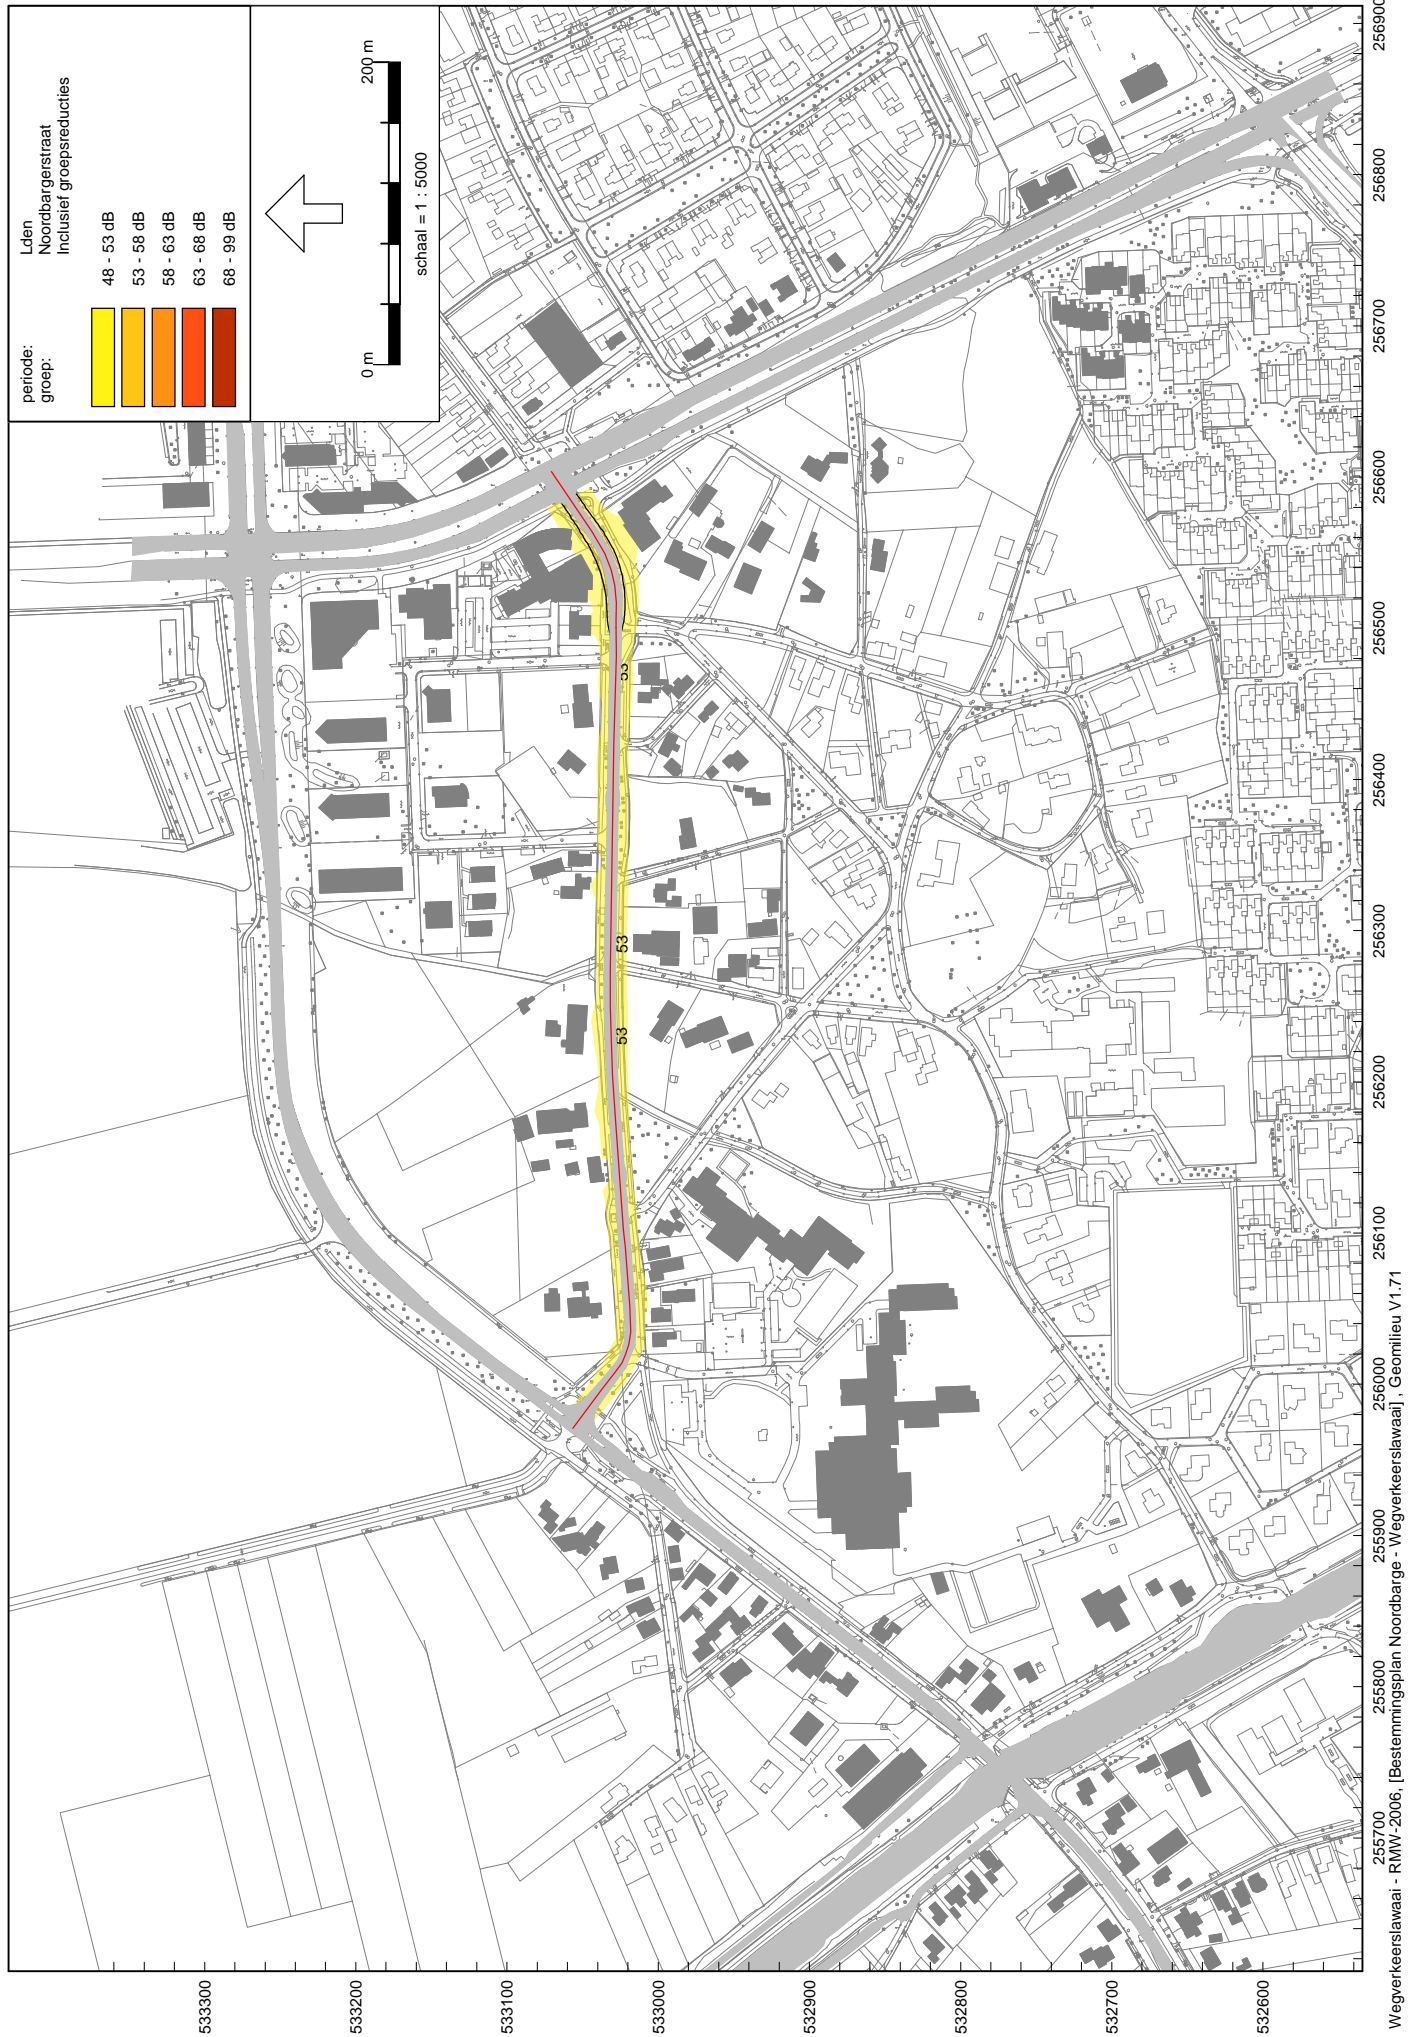 periode: Lden
groep: Noordbargerstraat
Inclusief groepsreducties
48 - 53 dB
53 - 58 dB
58 - 63 dB
63 - 68 dB
68 - 99 dB
0 m 200 m
schaal = 1 : 5000
53
53
53
533300
533200
533100
533000
532900
532800
532700
532600
255700
255800
255900
256000
256100
256200
256300
256400
256500
256600
256700
256800
256900
Wegverkeerslawaai - RMW-2006, [Bestemmingsplan Noordbarge - Wegverkeerslawaai] , Geomilieu V1.71